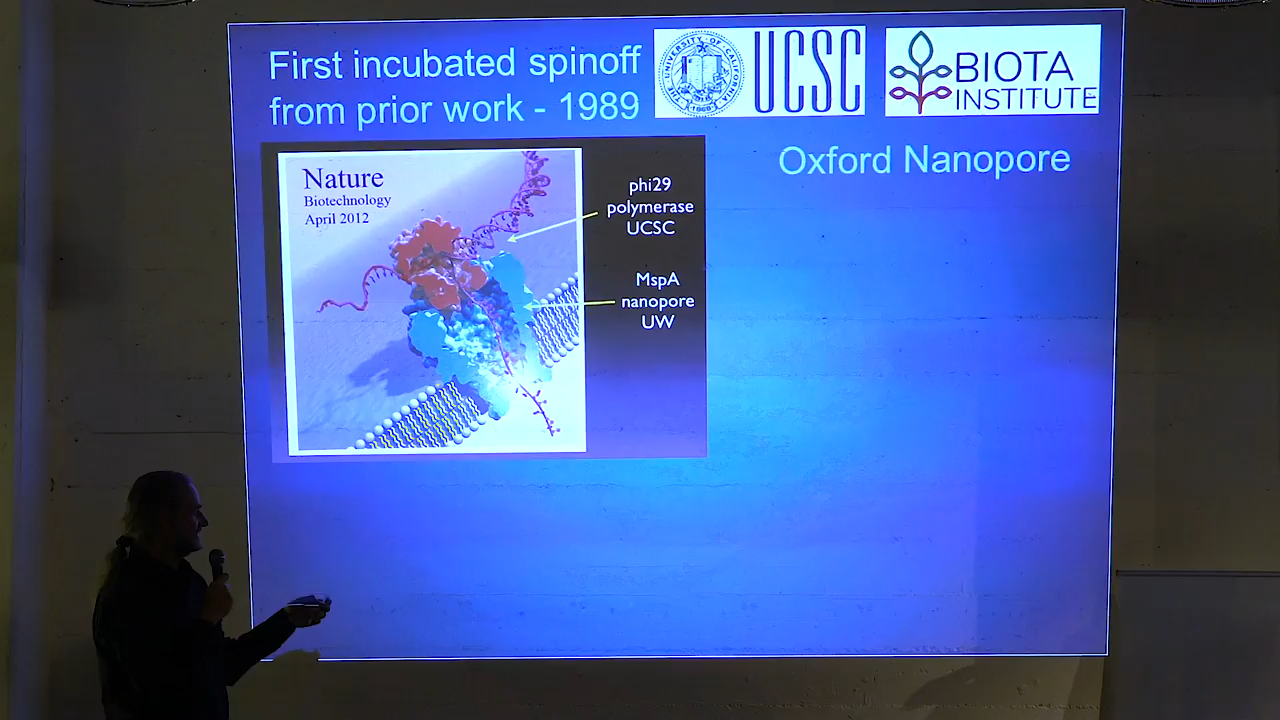 First incubated spinoff
from prior work - 1989
UCSC
BIOTA
INSTITUTE
Oxford Nanopore
Nature
Biotechnology
April 2012
phi29
polymerase
UCSC
MspA
nanopore
UW